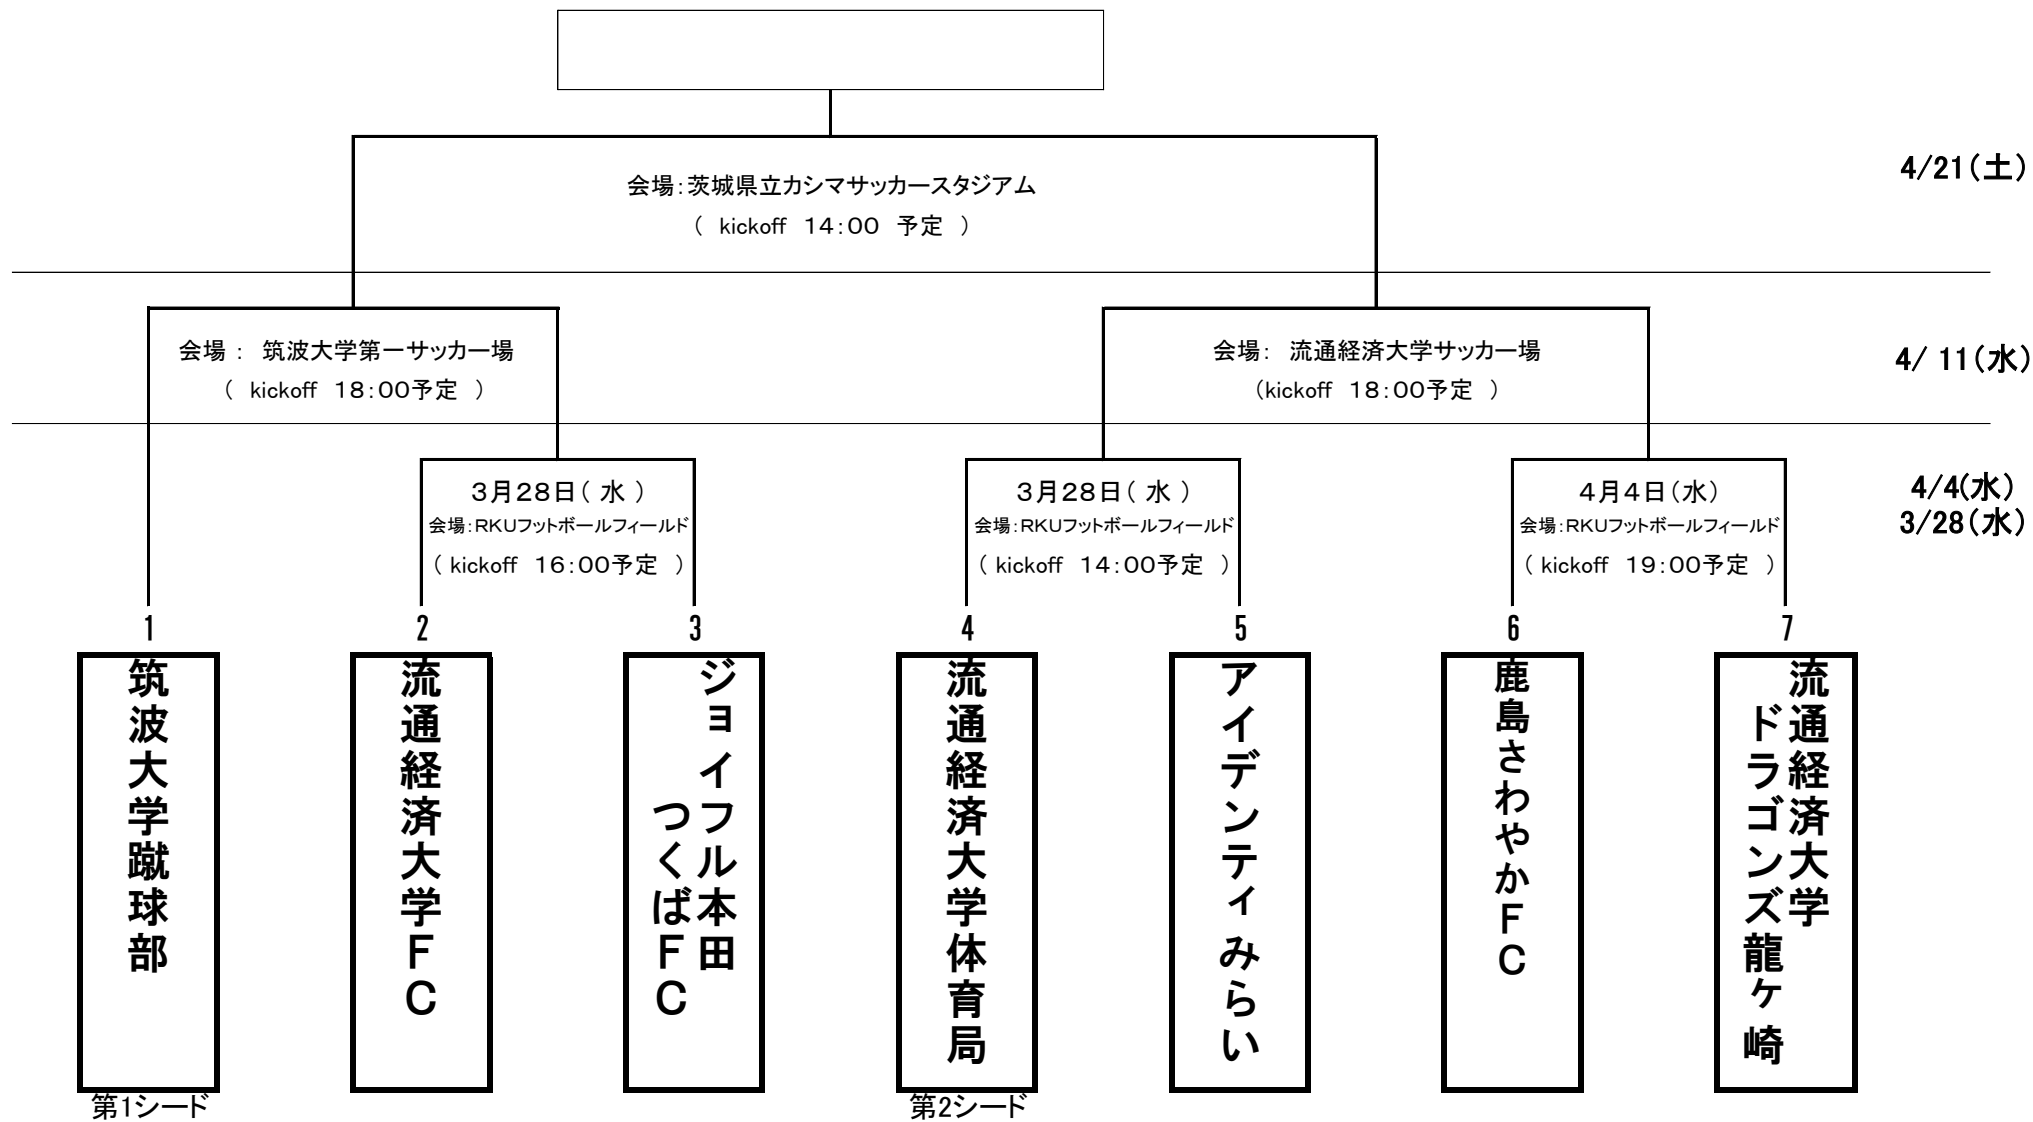 4/21(土)
会場:茨城県立カシマサッカースタジアム
( kickoff 14:00 予定 )
会場 : 筑波大学第一サッカー場
( kickoff 18:00予定 )
会場: 流通経済大学サッカー場
(kickoff 18:00予定 )
4/ 11(水)
3月28日( 水 )
会場:RKUフットボールフィールド
( kickoff 16:00予定 )
3月28日( 水 )
会場:RKUフットボールフィールド
( kickoff 14:00予定 )
4月4日(水)
会場:RKUフットボールフィールド
( kickoff 19:00予定 )
4/4(水)
3/28(水)
1
筑波大学蹴球部
第1シード
2
流通経済大学FC
3
ジョイフル本田
つくばFC
4
流通経済大学体育局
第2シード
5
アイデンティみらい
6
鹿島さわやかFC
7
流通経済大学
ドラゴンズ龍ケ崎